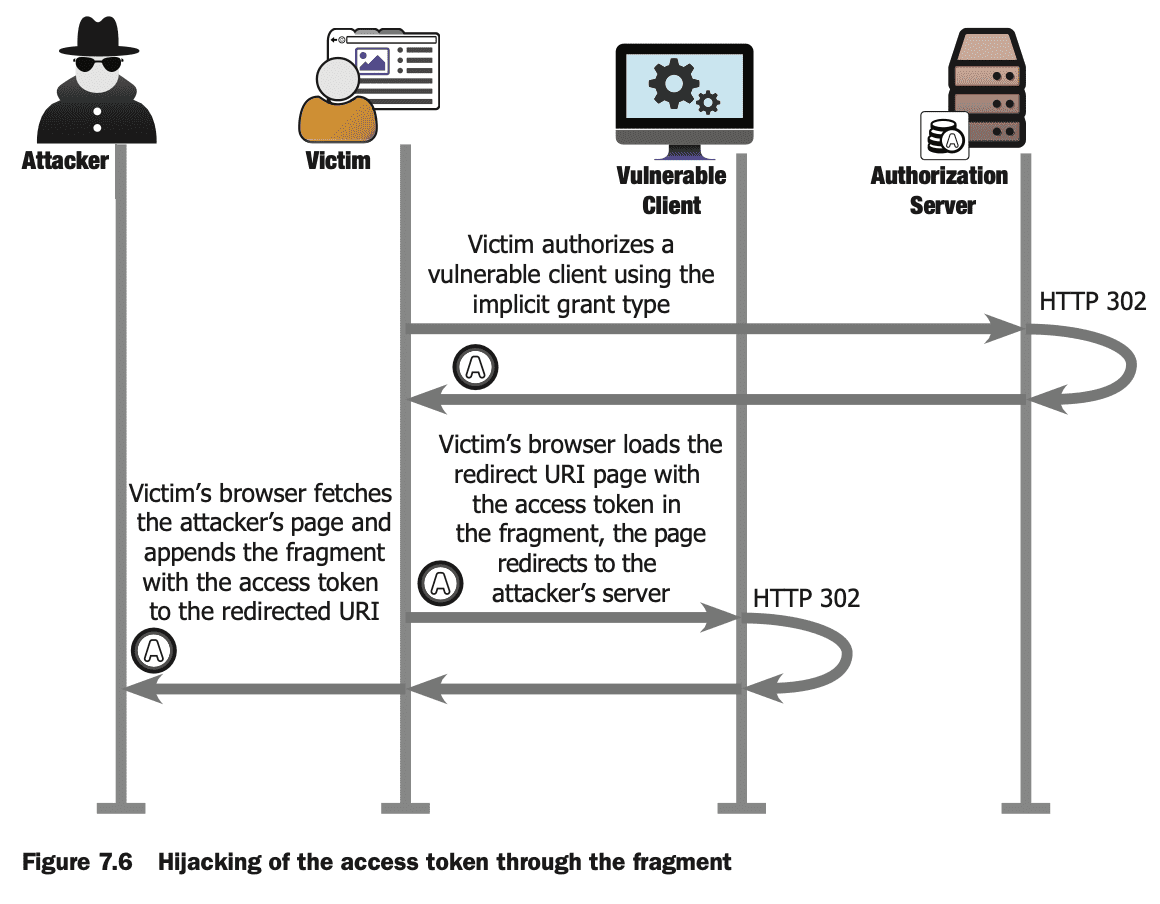 Attacker
Victim
Vulnerable
Client
Authorization
Server
Victim authorizes a
vulnerable client using the
implicit grant type
HTTP 302
A
Victim's browser loads the
redirect URI page with
the access token in
the fragment, the page
redirects to the
attacker's server
A
HTTP 302
Victim's browser fetches
the attacker's page and
appends the fragment
with the access token
to the redirected URI
A
A
Figure 7.6 Hijacking of the access token through the fragment